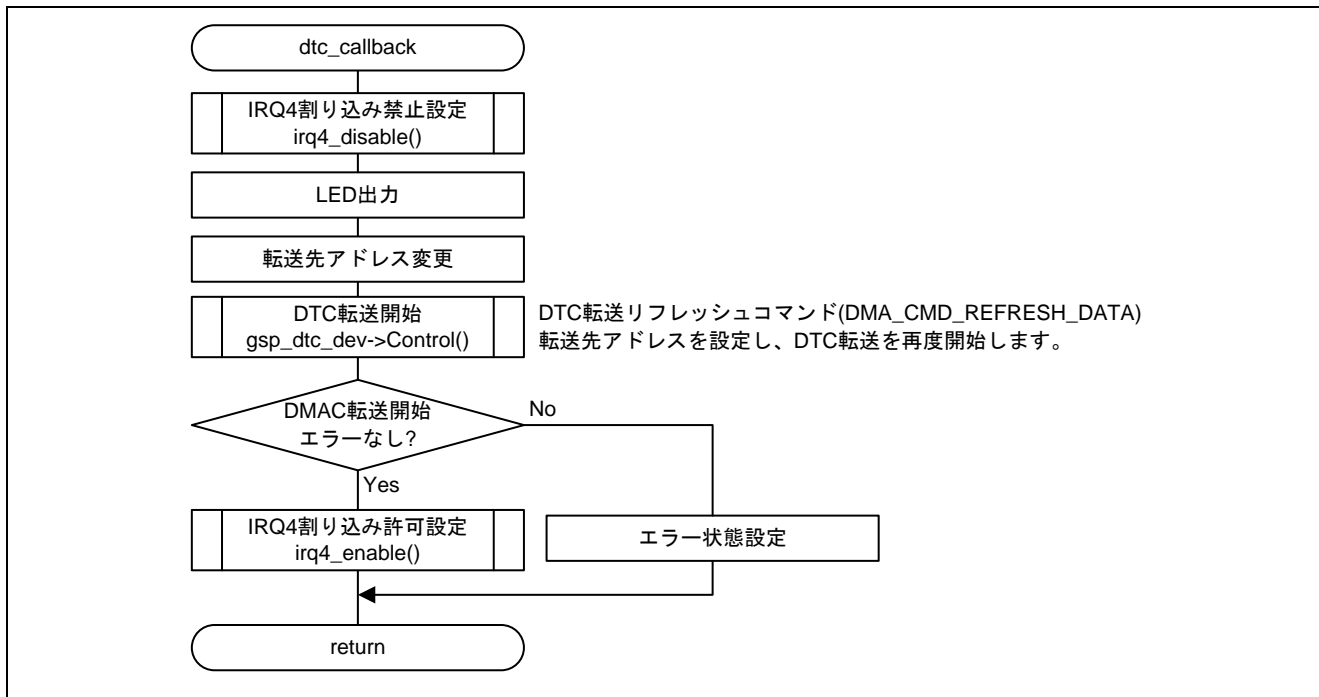 dtc_callback
IRQ4割り込み禁止設定
irq4_disable()
LED出力
転送先アドレス変更
DTC転送開始
gsp_dtc_dev->Control()
DTC転送リフレッシュコマンド(DMA_CMD_REFRESH_DATA)
転送先アドレスを設定し、DTC転送を再度開始します。
DMAC転送開始
エラーなし?
No
Yes
IRQ4割り込み許可設定
irq4_enable()
エラー状態設定
return